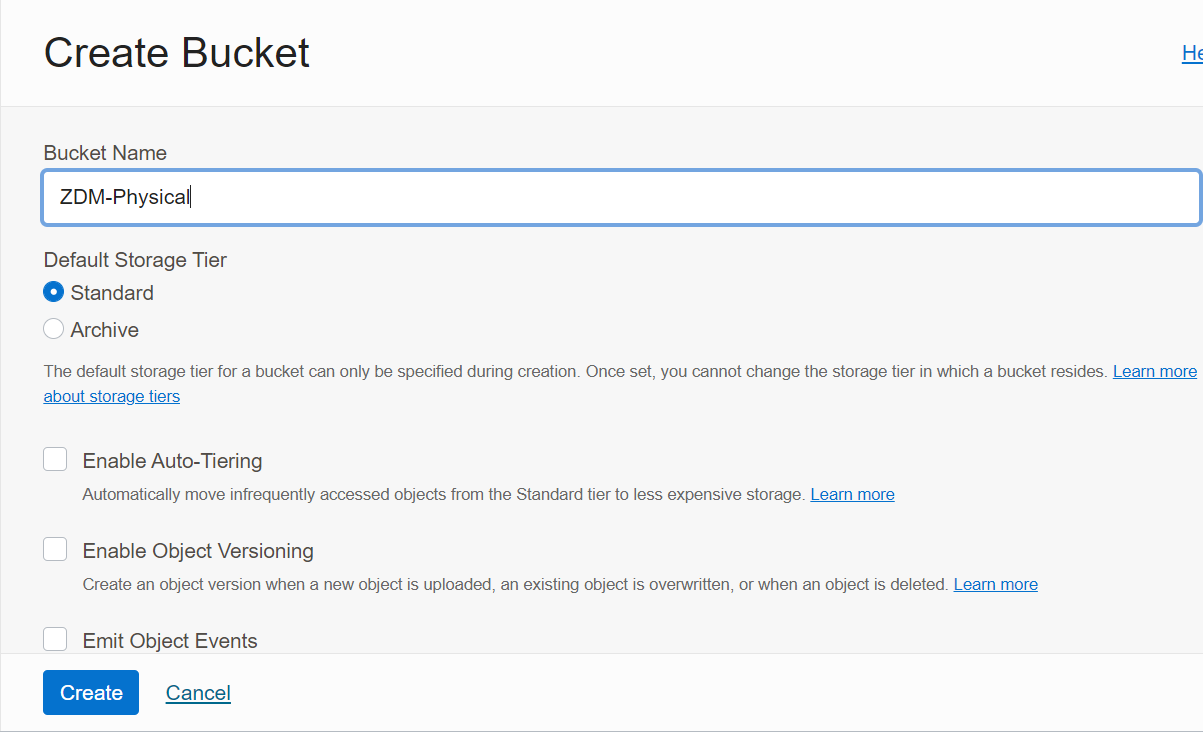 Create Bucket
He
Bucket Name
ZDM-Physical
Default Storage Tier
Standard
Archive
The default storage tier for a bucket can only be specified during creation. Once set, you cannot change the storage tier in which a bucket resides. Learn more
about storage tiers
Enable Auto-Tiering
Automatically move infrequently accessed objects from the Standard tier to less expensive storage. Learn more
Enable Object Versioning
Create an object version when a new object is uploaded, an existing object is overwritten, or when an object is deleted. Learn more
Emit Object Events
Create Cancel